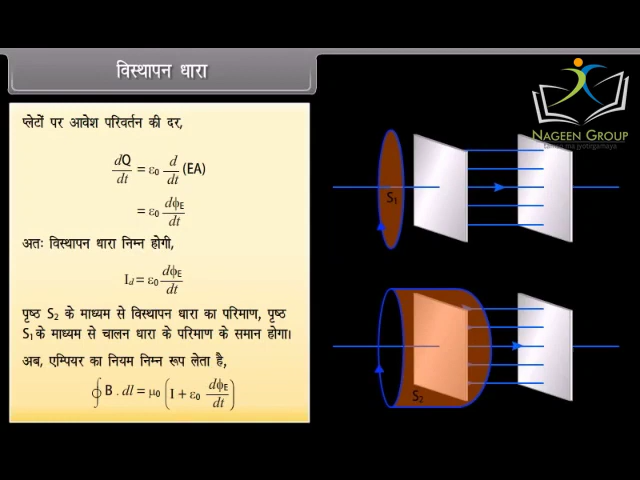 विस्थापन धारा
NAGEEN GROUP
प्लेटों पर आवेश परिवर्तन की दर,
dQ/dt = ε₀ d/dt (EA)
= ε₀ dϕE/dt
अतः विस्थापन धारा निम्न होगी,
Id = ε₀ dϕE/dt
पृष्ठ S₂ के माध्यम से विस्थापन धारा का परिमाण, पृष्ठ
S₁ के माध्यम से चालन धारा के परिमाण के समान होगा।
अब, एम्पियर का नियम निम्न रूप लेता है,
∮ B . dl = μ₀ (I + ε₀ dϕE/dt)
S₁
S₂